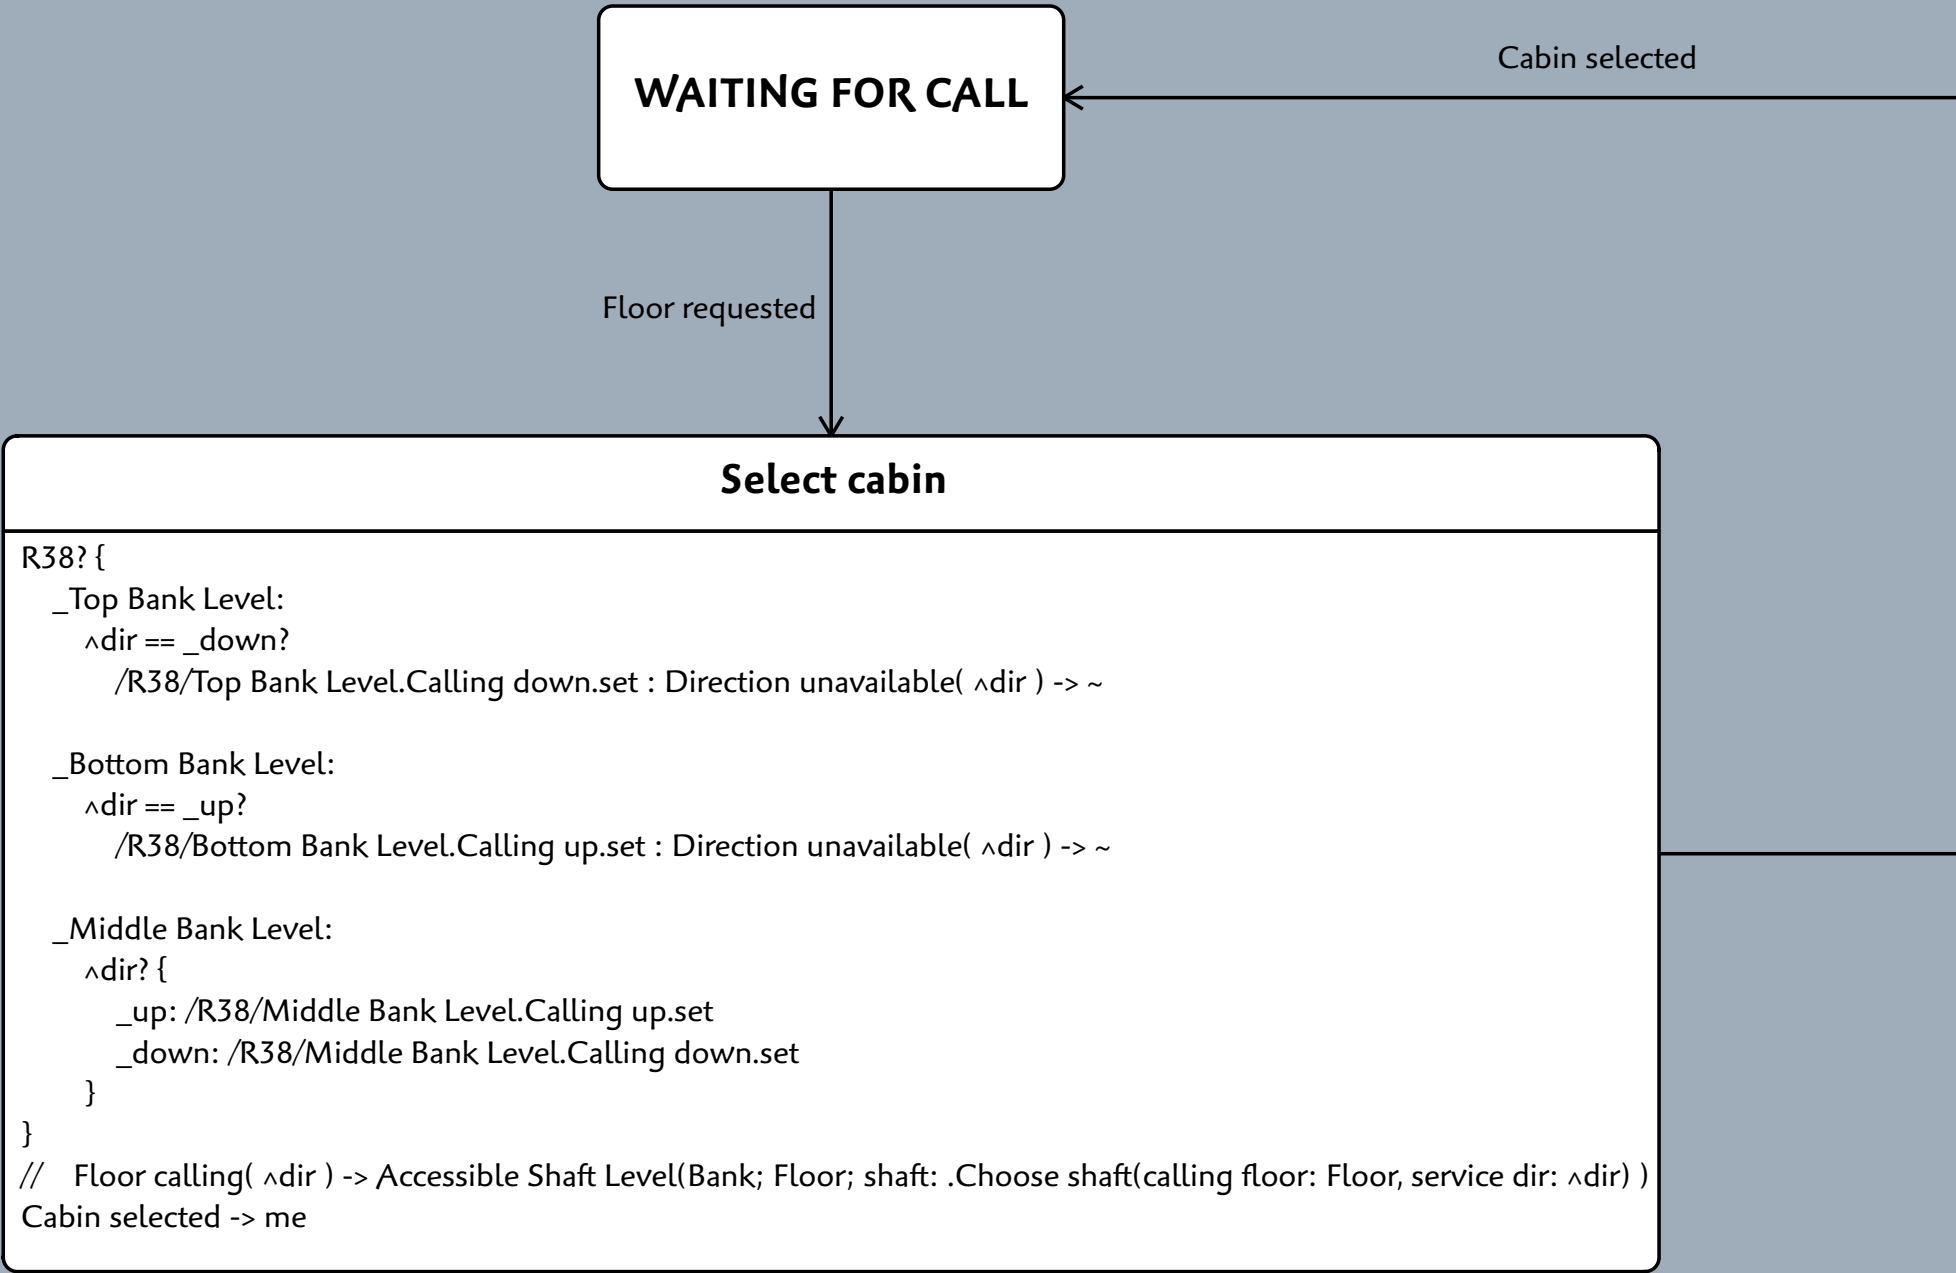 WAITING FOR CALL
Cabin selected
Floor requested
Select cabin
R38? {
_Top Bank Level:
^dir == _down?
/R38/Top Bank Level.Calling down.set : Direction unavailable( ^dir ) -> ~
_Bottom Bank Level:
^dir == _up?
/R38/Bottom Bank Level.Calling up.set : Direction unavailable( ^dir ) -> ~
_Middle Bank Level:
^dir? {
_up: /R38/Middle Bank Level.Calling up.set
_down: /R38/Middle Bank Level.Calling down.set
}
}
// Floor calling( ^dir ) -> Accessible Shaft Level(Bank; Floor; shaft: .Choose shaft(calling floor: Floor, service dir: ^dir) )
Cabin selected -> me